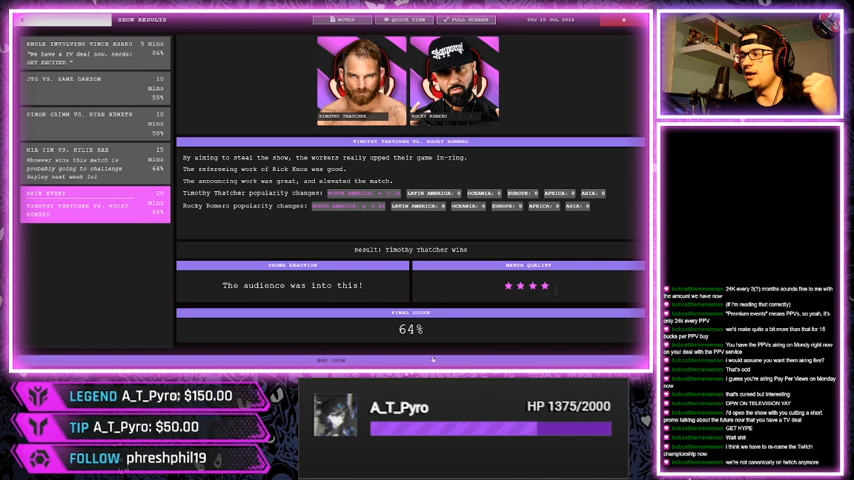 SHOW RESULTS
NOTES
QUICK VIEW
FULL SCREEN
THU 15 JUL 2021
ANGLE INVOLVING VINCE ASARO
"We have a TV deal now, nerds; GET EXCITED."
5 mins
86%
JTG VS. DANE DAWSON
10 mins
55%
SIMON GRIMM VS. RYAN NEMETH
10 mins
58%
MIA YIM VS. KYLIE RAE
Whoever wins this match is probably going to challenge Hayley next week lol
15 mins
64%
MAIN EVENT
TIMOTHY THATCHER VS. ROCKY ROMERO
20 mins
64%
TIMOTHY THATCHER
ROCKY ROMERO
TIMOTHY THATCHER VS. ROCKY ROMERO
By aiming to steal the show, the workers really upped their game in-ring.
The refereeing work of Rick Knox was good.
The announcing work was great, and elevated the match.
Timothy Thatcher popularity changes:
LATIN AMERICA: 0
OCEANIA: 0
EUROPE: 0
AFRICA: 0
ASIA: 0
Rocky Romero popularity changes:
LATIN AMERICA: 0
OCEANIA: 0
EUROPE: 0
AFRICA: 0
ASIA: 0
Result: Timothy Thatcher wins
CROWD REACTION
MATCH QUALITY
The audience was into this!
FINAL SCORE
64%
END SHOW
LEGEND A_T_Pyro: $150.00
TIP A_T_Pyro: $50.00
FOLLOW phreshphil19
A_T_Pyro
HP 1375/2000
24K every 3(?) months sounds fine to me with the amount we have now
(if I'm reading that correctly)
"Premium events" means PPVs, so yeah, it's only 24k every PPV
we'd make quite a bit more than that for 15 bucks per PPV buy
You have the PPVs airing on Mondy right now on your deal with the PPV service
i would assume you want them airing live?
That's odd
I guess you're airing Pay Per Views on Monday now
that's cursed but interesting
OPW ON TELEVISION YAY
I'd open the show with you cutting a short promo talking about the future now that you have a TV deal
GET HYPE
Wait shit
i think we have to re-name the Twitch championship now
we're not canonically on twitch anymore